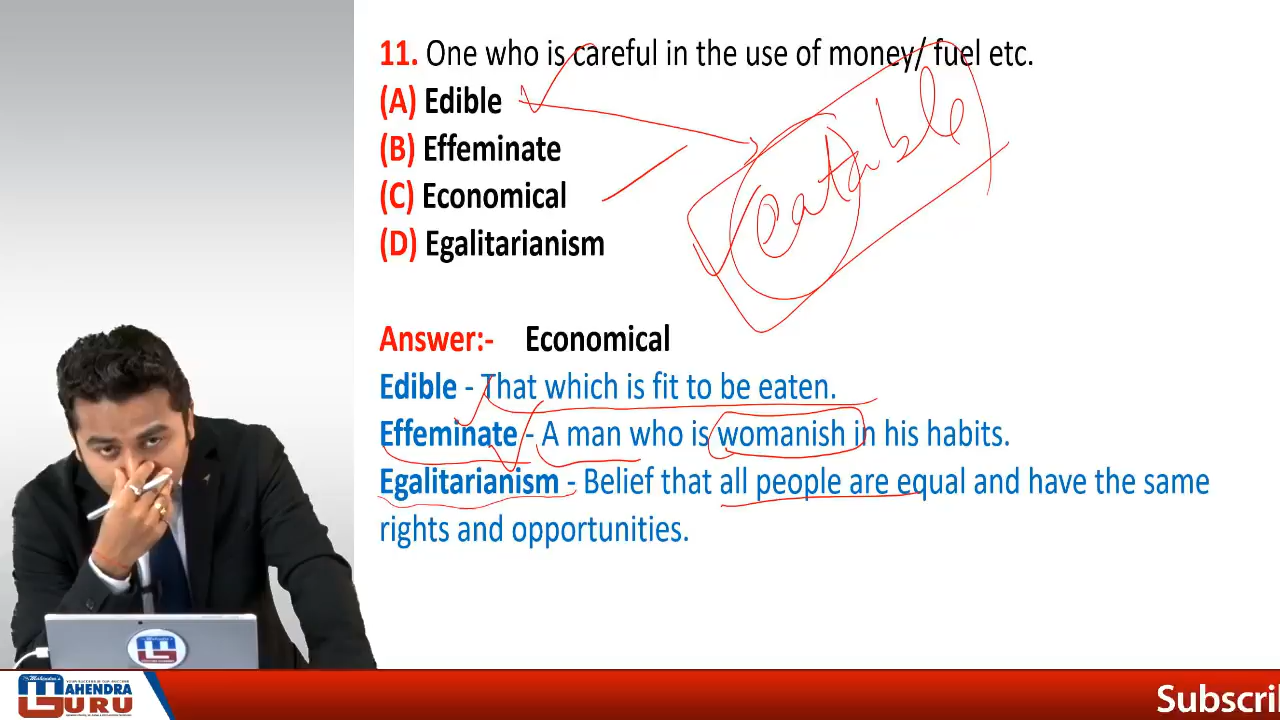 11. One who is careful in the use of money/ fuel etc.
(A) Edible
(B) Effeminate
(C) Economical
(D) Egalitarianism
eatable
Answer:- Economical
Edible - That which is fit to be eaten.
Effeminate - A man who is womanish in his habits.
Egalitarianism - Belief that all people are equal and have the same
rights and opportunities.
MAHENDRA
GURU
Subscri